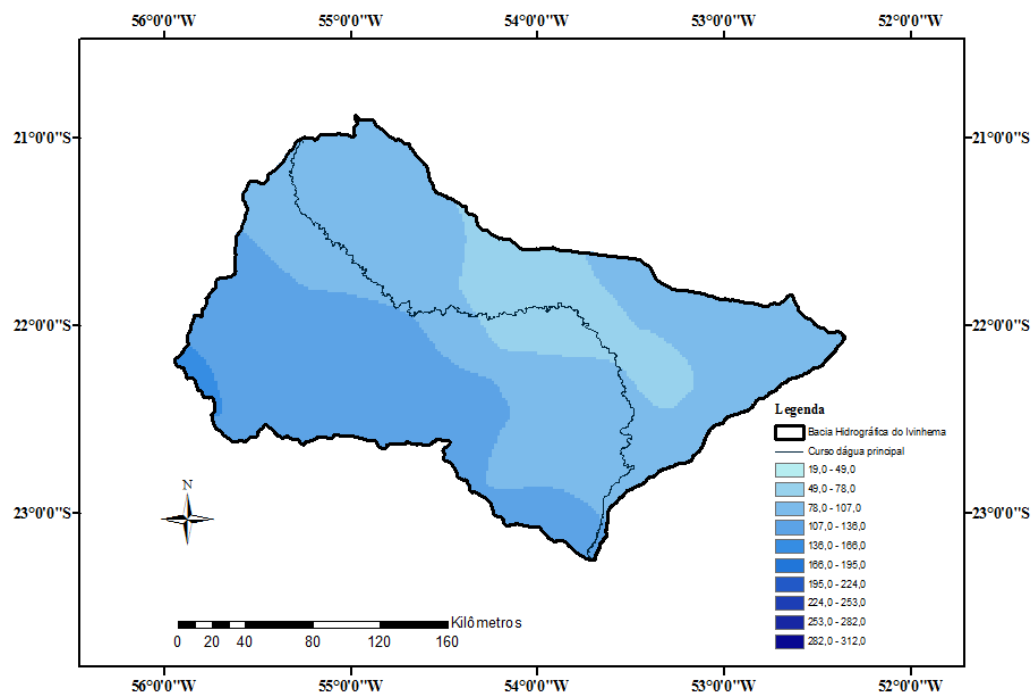 56°0'0"W 55°0'0"W 54°0'0"W 53°0'0"W 52°0'0"W
21°0'0"S 21°0'0"S
22°0'0"S 22°0'0"S
23°0'0"S 23°0'0"S
Legenda
Bacia Hidrográfica do Ivinhema
Curso dágua principal
19,0 - 49,0
49,0 - 78,0
78,0 - 107,0
107,0 - 136,0
136,0 - 166,0
166,0 - 195,0
195,0 - 224,0
224,0 - 253,0
253,0 - 282,0
282,0 - 312,0
N
Kilômetros
0 20 40 80 120 160
56°0'0"W 55°0'0"W 54°0'0"W 53°0'0"W 52°0'0"W